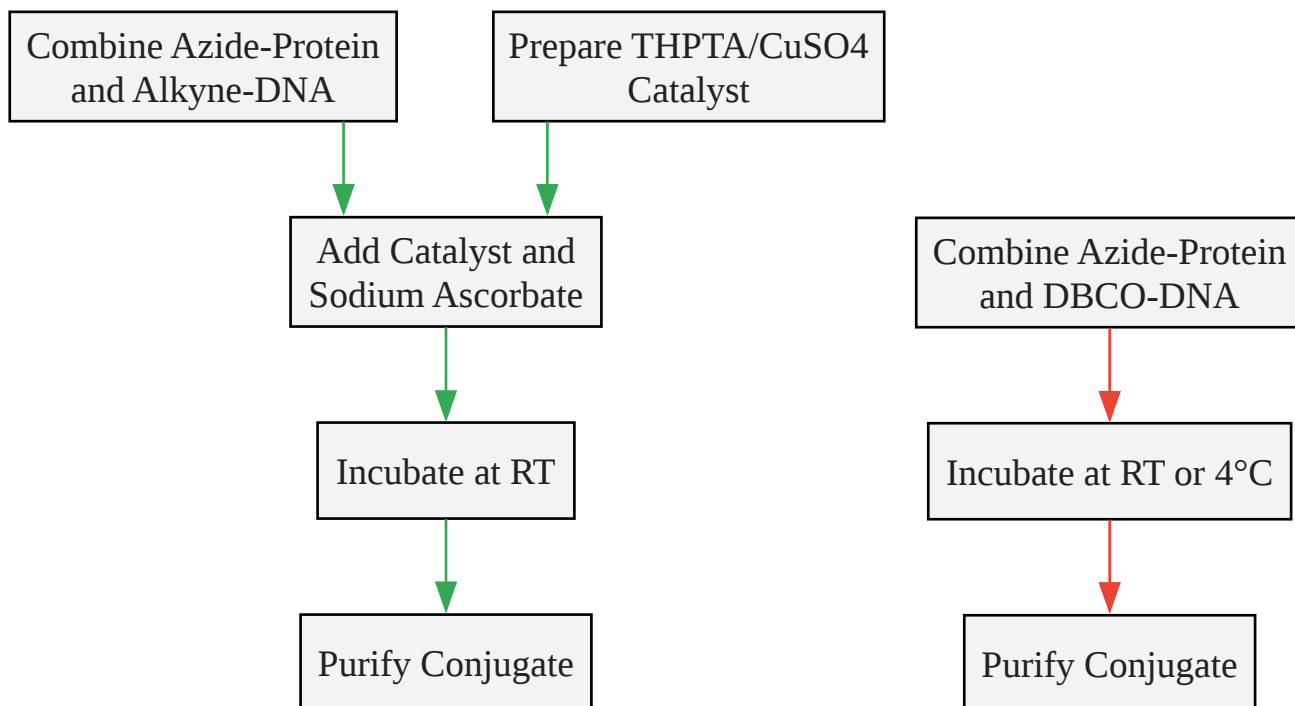 Combine Azide-Protein
and Alkyne-DNA
Prepare THPTA/CuSO4
Catalyst
Add Catalyst and
Sodium Ascorbate
Incubate at RT
Purify Conjugate
Combine Azide-Protein
and DBCO-DNA
Incubate at RT or 4°C
Purify Conjugate